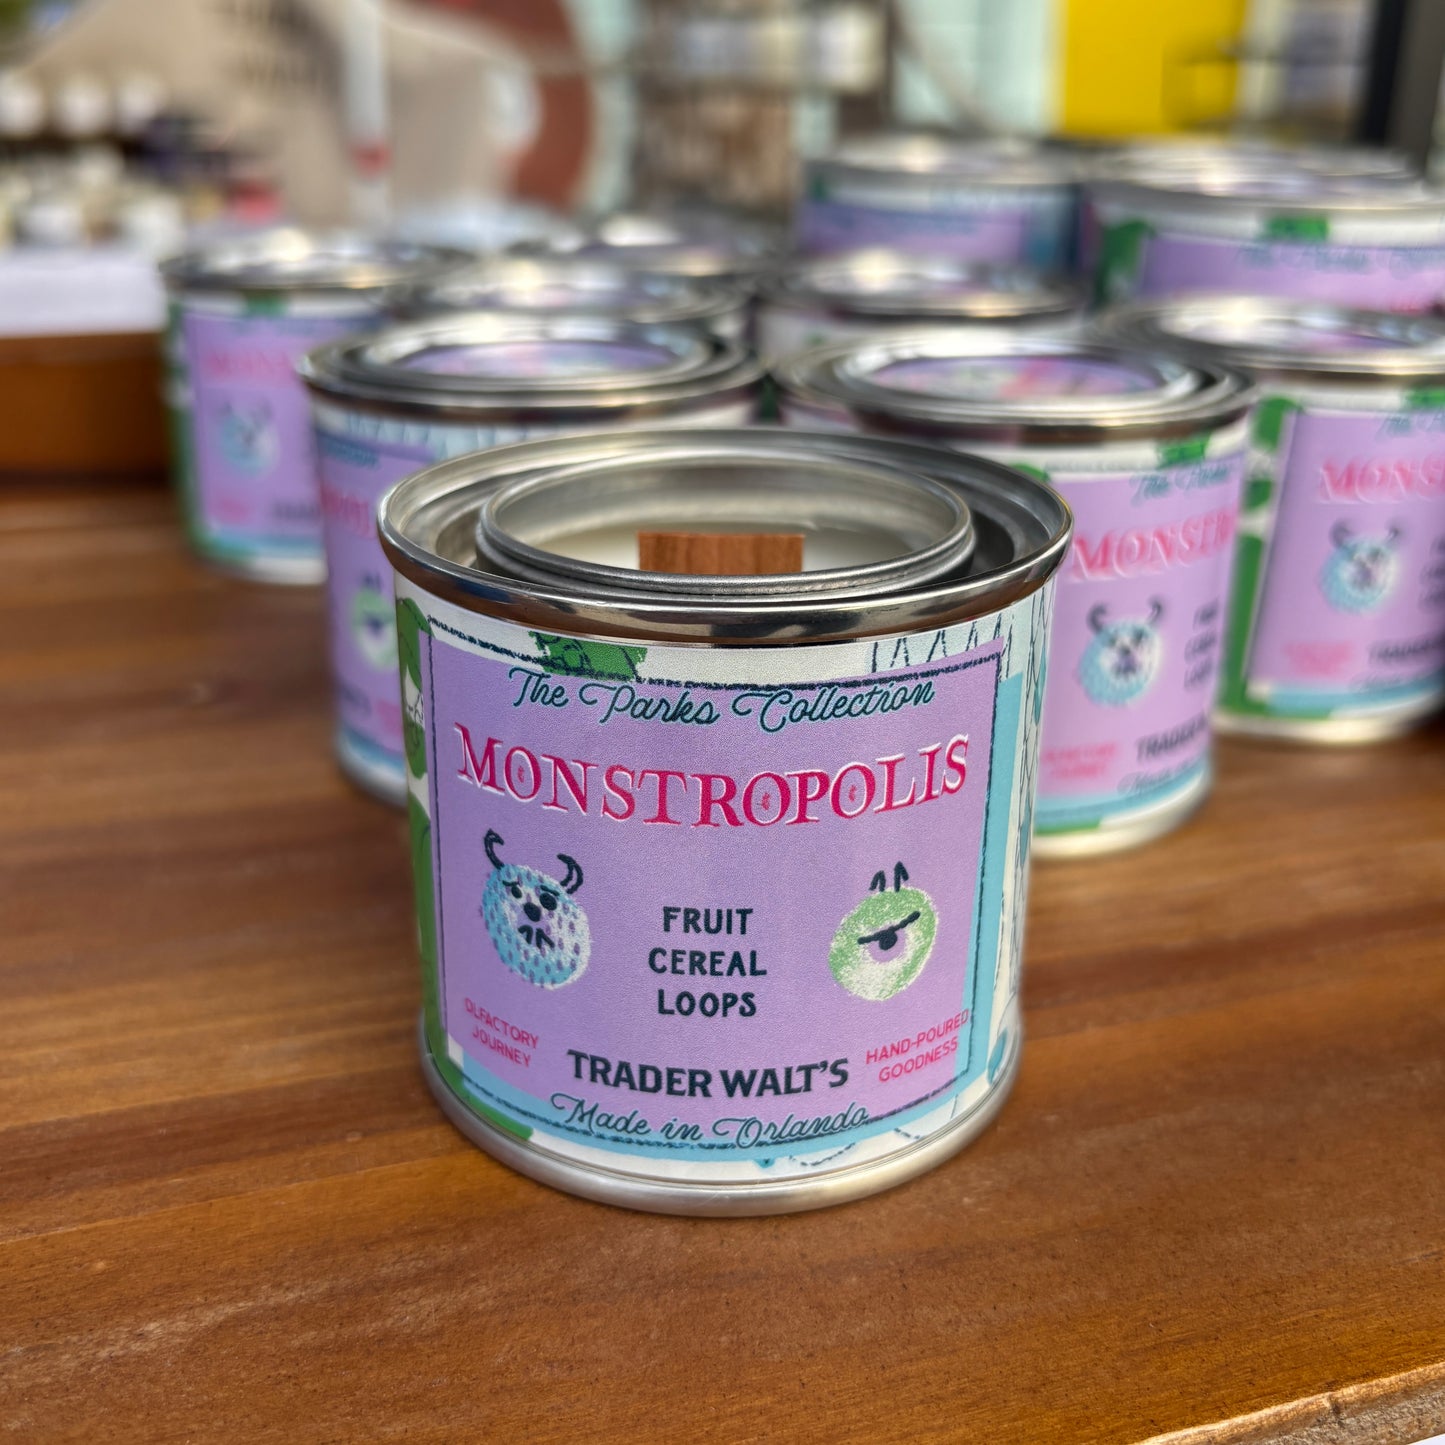 The Parks Collection
MONSTROPOLIS
FRUIT
CEREAL
LOOPS
OLFACTORY
JOURNEY
HAND-POURED
GOODNESS
TRADER WALT'S
Made in Orlando